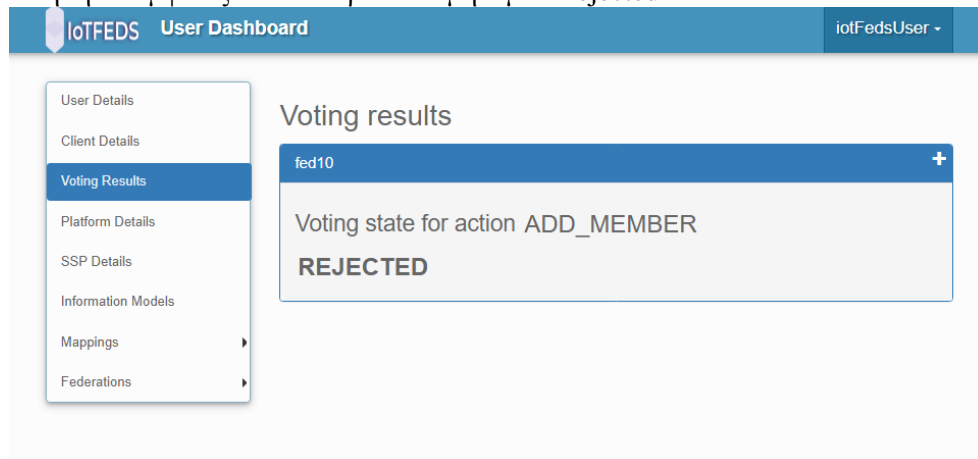 IoTFEDS User Dashboard
iotFedsUser
User Details
Client Details
Voting Results
Platform Details
SSP Details
Information Models
Mappings
Federations
Voting results
fed10
Voting state for action ADD_MEMBER
REJECTED